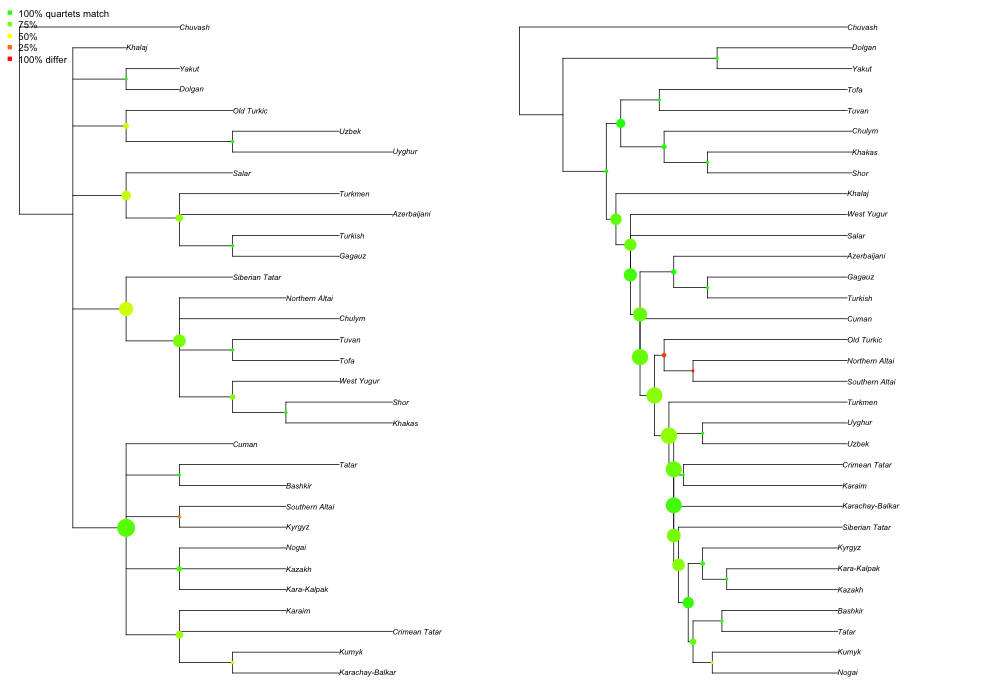 100% quartets match
75%
50%
25%
100% differ
Chuvash
Khalaj
Yakut
Dolgan
Old Turkic
Uzbek
Uyghur
Salar
Turkmen
Azerbaijani
Turkish
Gagauz
Siberian Tatar
Northern Altai
Chulym
Tuvan
Tofa
West Yugur
Shor
Khakas
Cuman
Tatar
Bashkir
Southern Altai
Kyrgyz
Nogai
Kazakh
Kara-Kalpak
Karaim
Crimean Tatar
Kumyk
Karachay-Balkar
Chuvash
Dolgan
Yakut
Tofa
Tuvan
Chulym
Khakas
Shor
Khalaj
West Yugur
Salar
Azerbaijani
Gagauz
Turkish
Cuman
Old Turkic
Northern Altai
Southern Altai
Turkmen
Uyghur
Uzbek
Crimean Tatar
Karaim
Karachay-Balkar
Siberian Tatar
Kyrgyz
Kara-Kalpak
Kazakh
Bashkir
Tatar
Kumyk
Nogai